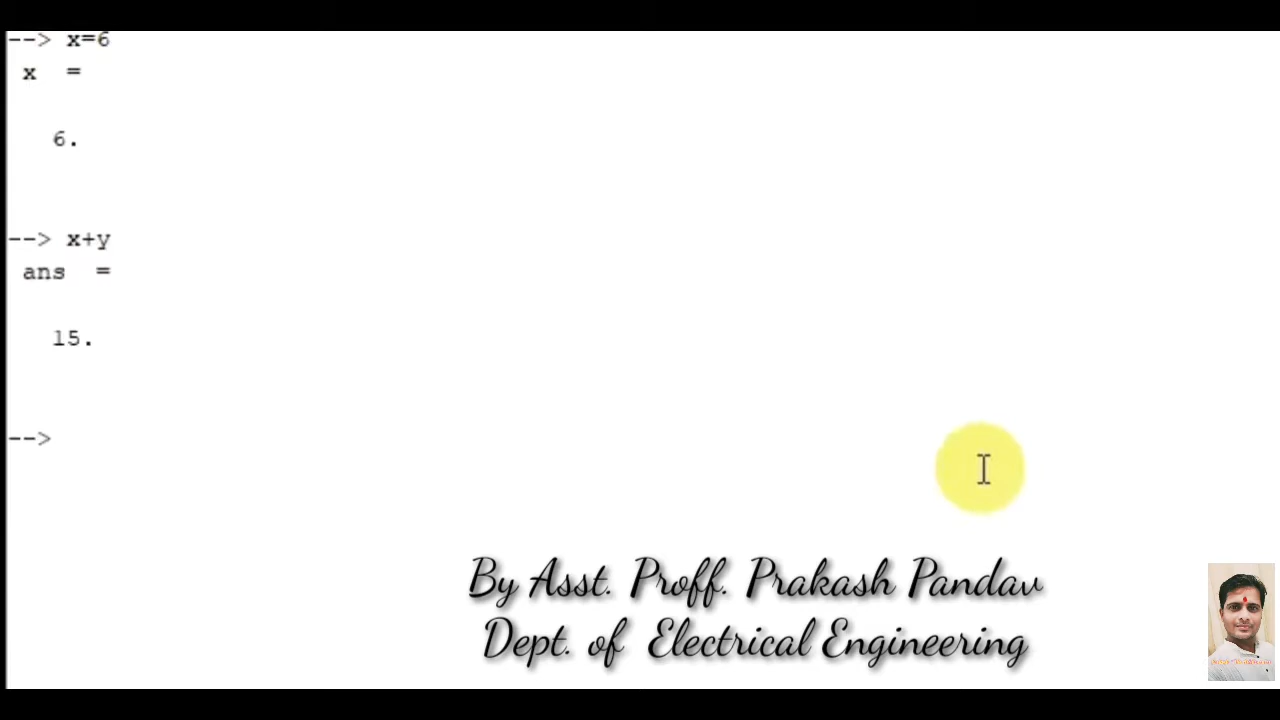 --> x=6
x =
6.
--> x+y
ans =
15.
-->
By Asst. Proff. Prakash Pandav
Dept. of Electrical Engineering